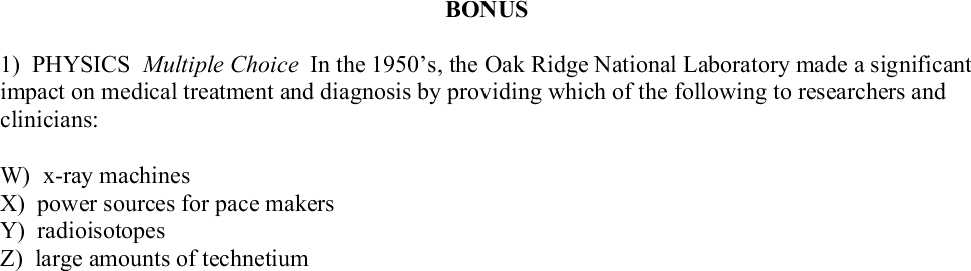 BONUS
1) PHYSICS Multiple Choice In the 1950’s, the Oak Ridge National Laboratory made a significant
impact on medical treatment and diagnosis by providing which of the following to researchers and
clinicians:
W) x-ray machines
X) power sources for pace makers
Y) radioisotopes
Z) large amounts of technetium